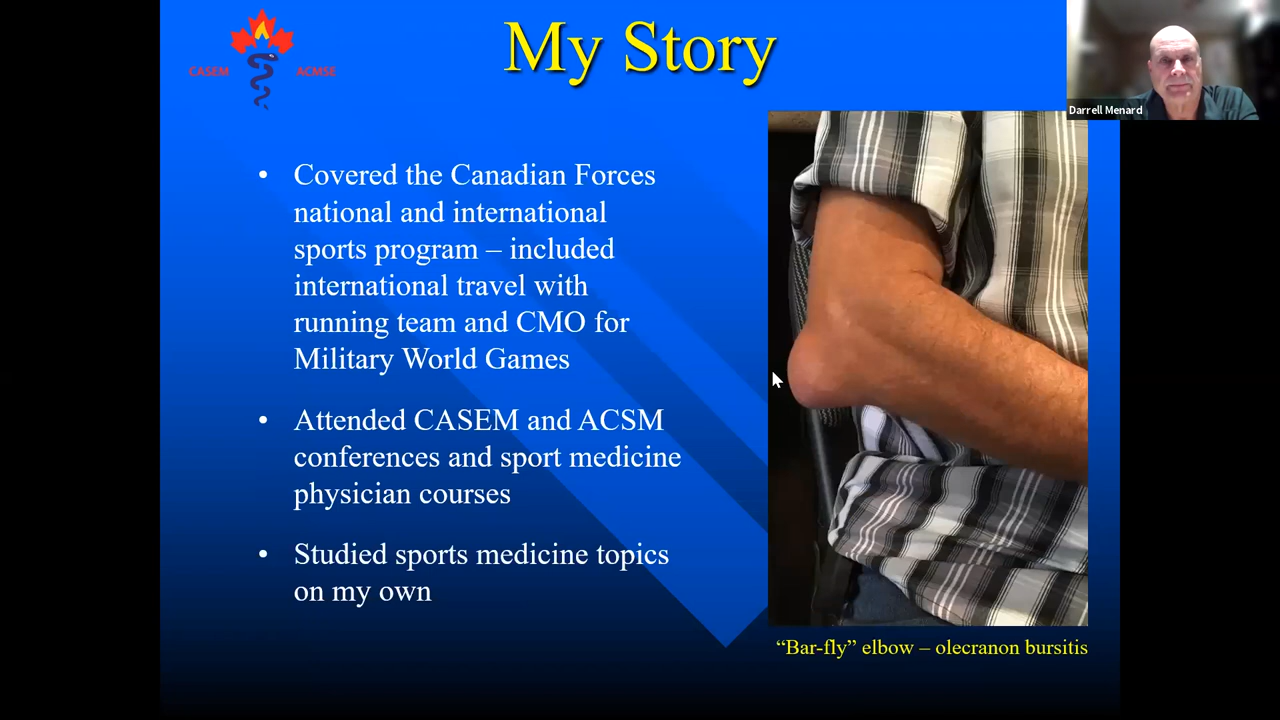 CASEM ACMSE
My Story
Darrell Menard
• Covered the Canadian Forces
national and international
sports program – included
international travel with
running team and CMO for
Military World Games
• Attended CASEM and ACSM
conferences and sport medicine
physician courses
• Studied sports medicine topics
on my own
“Bar-fly” elbow – olecranon bursitis